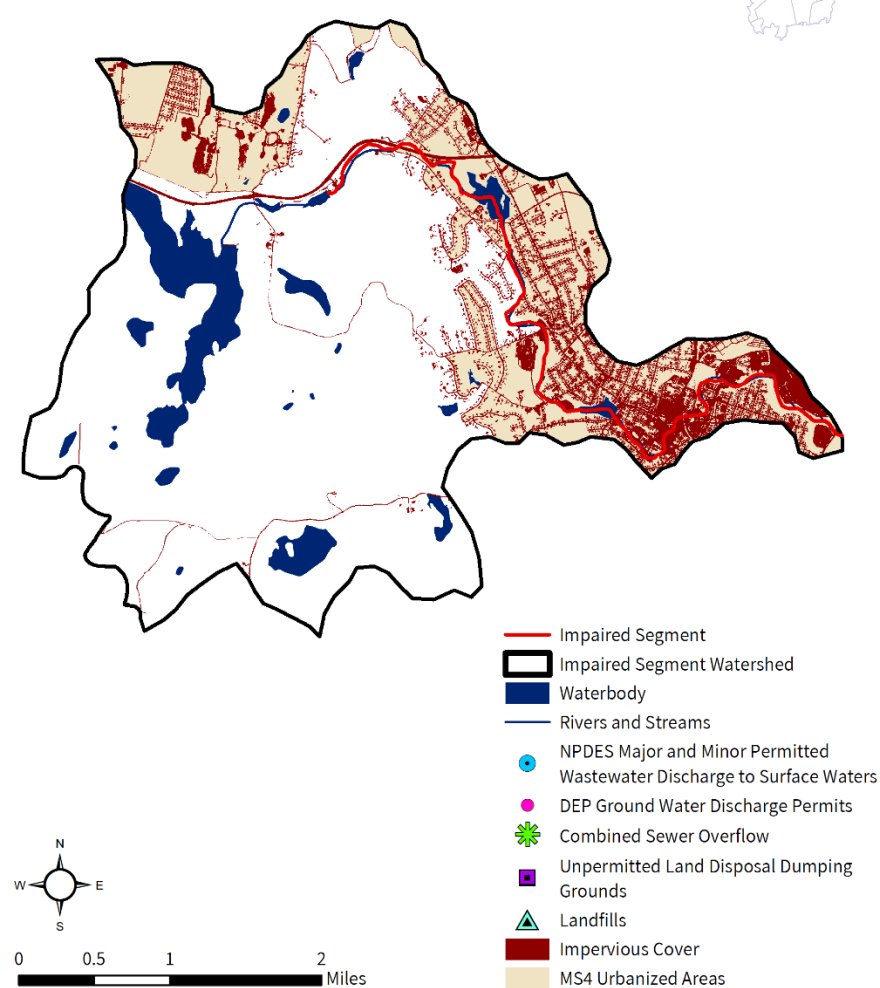 Impaired Segment
Impaired Segment Watershed
Waterbody
Rivers and Streams
NPDES Major and Minor Permitted
Wastewater Discharge to Surface Waters
DEP Ground Water Discharge Permits
Combined Sewer Overflow
Unpermitted Land Disposal Dumping
Grounds
Landfills
Impervious Cover
MS4 Urbanized Areas
N
W E
S
0 0.5 1 2
Miles